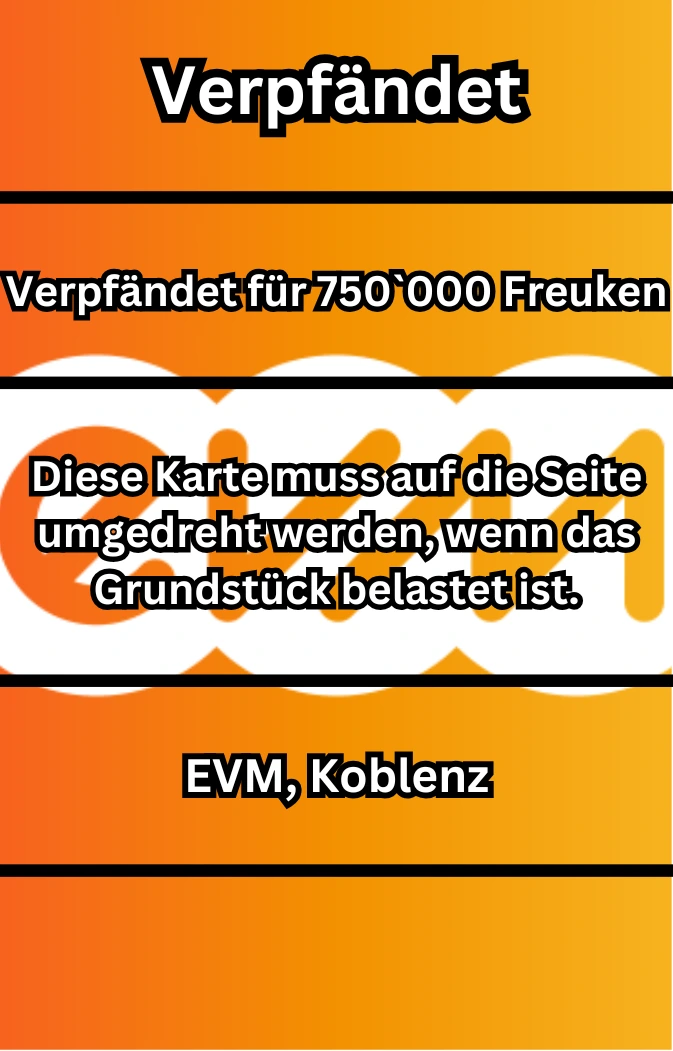 Verpfändet
Verpfändet für 750`000 Freuken
evm
Diese Karte muss auf die Seite
umgedreht werden, wenn das
Grundstück belastet ist.
EVM, Koblenz